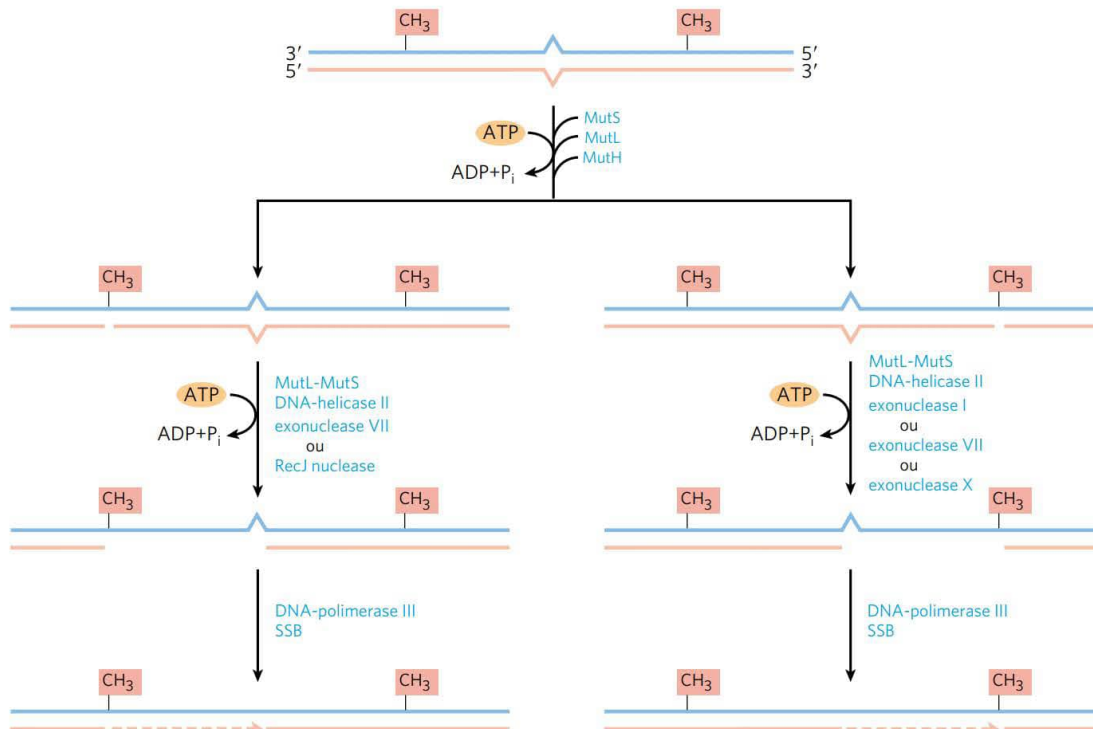 CH3
CH3
3′
5′
5′
3′
ATP
MutS
MutL
MutH
ADP+Pi
CH3
CH3
CH3
CH3
ATP
ADP+Pi
MutL-MutS
DNA-helicase II
exonuclease VII
ou
RecJ nuclease
ATP
ADP+Pi
MutL-MutS
DNA-helicase II
exonuclease I
ou
exonuclease VII
ou
exonuclease X
CH3
CH3
CH3
CH3
DNA-polimerase III
SSB
DNA-polimerase III
SSB
CH3
CH3
CH3
CH3